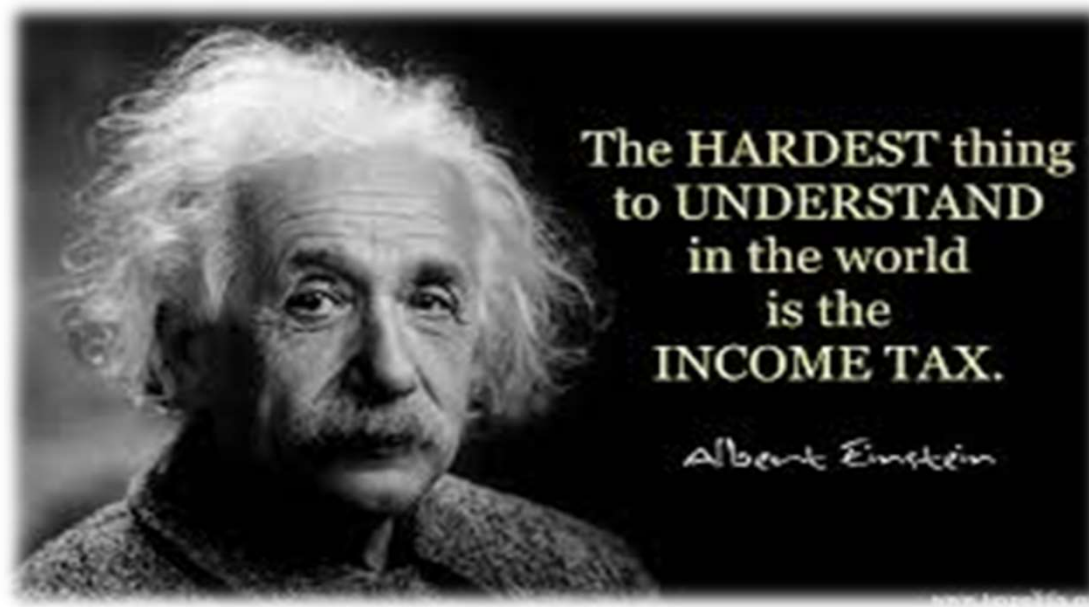 The HARDEST thing
to UNDERSTAND
in the world
is the
INCOME TAX.
Albert Einstein